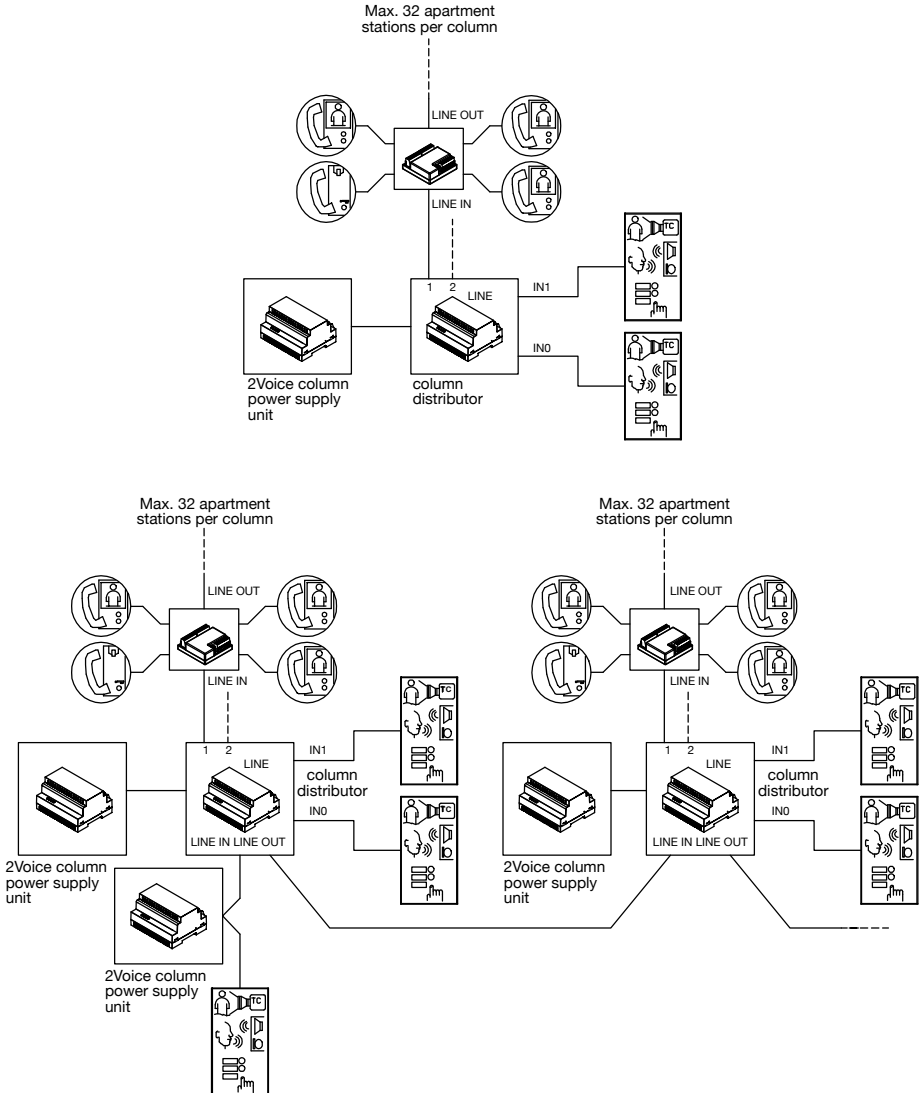 Max. 32 apartment
stations per column
LINE OUT
LINE IN
1 2
LINE
IN1
TC
IN0
TC
2Voice column
power supply
unit
column
distributor
Max. 32 apartment
stations per column
LINE OUT
LINE IN
1 2
LINE
IN1
TC
column
distributor
IN0
TC
LINE IN LINE OUT
2Voice column
power supply
unit
2Voice column
power supply
unit
TC
Max. 32 apartment
stations per column
LINE OUT
LINE IN
1 2
LINE
IN1
TC
column
distributor
IN0
TC
LINE IN LINE OUT
2Voice column
power supply
unit